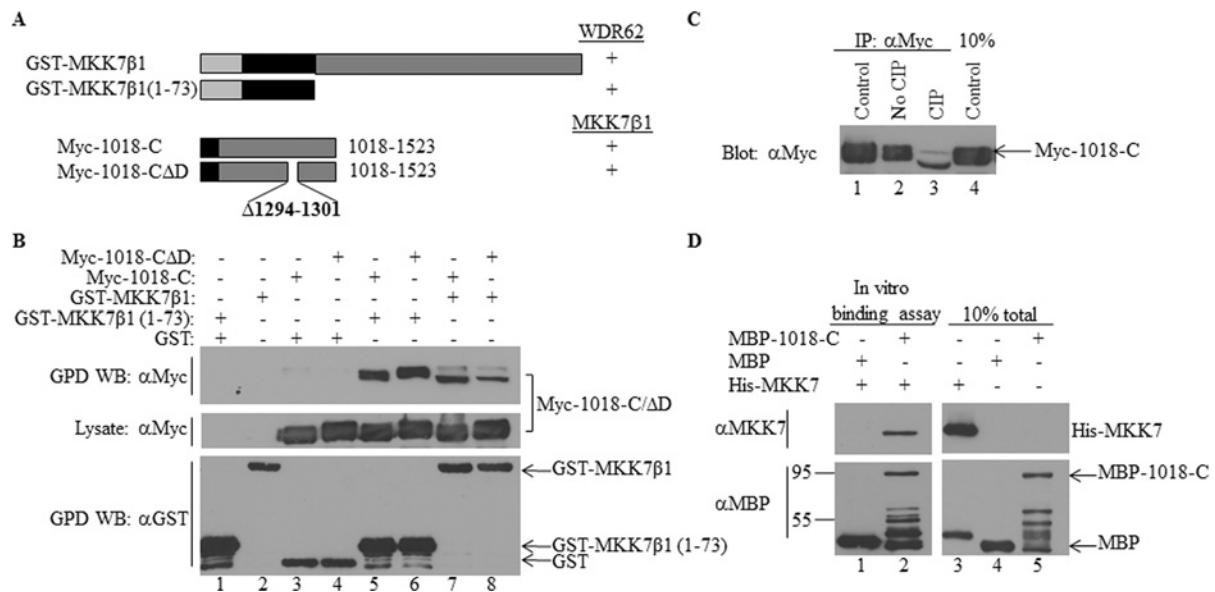 A
WDR62
GST-MKK7β1 +
GST-MKK7β1(1-73) +
MKK7β1
Myc-1018-C 1018-1523 +
Myc-1018-CΔD 1018-1523 +
Δ1294-1301
B
Myc-1018-CΔD: - - - + - + - +
Myc-1018-C: - - + - + - + -
GST-MKK7β1: - + - - - - + +
GST-MKK7β1 (1-73): + - - - + + - -
GST: + - + + - - - -
GPD WB: αMyc
Lysate: αMyc
Myc-1018-C/ΔD
GPD WB: αGST
GST-MKK7β1
GST-MKK7β1 (1-73)
GST
1 2 3 4 5 6 7 8
C
IP: αMyc 10%
Control No CIP CIP Control
Blot: αMyc
Myc-1018-C
1 2 3 4
D
In vitro
binding assay 10% total
MBP-1018-C: - + - - +
MBP: + - - + -
His-MKK7: + + + - -
αMKK7
His-MKK7
αMBP
95
55
MBP-1018-C
MBP
1 2 3 4 5